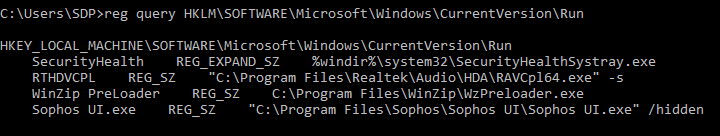 C:\Users\SDP>reg query HKLM\SOFTWARE\Microsoft\Windows\CurrentVersion\Run
HKEY_LOCAL_MACHINE\SOFTWARE\Microsoft\Windows\CurrentVersion\Run
    SecurityHealth    REG_EXPAND_SZ    %windir%\system32\SecurityHealthSystray.exe
    RTHDVCPL    REG_SZ    "C:\Program Files\Realtek\Audio\HDA\RAVCpl64.exe" -s
    WinZip PreLoader    REG_SZ    C:\Program Files\WinZip\WzPreloader.exe
    Sophos UI.exe    REG_SZ    "C:\Program Files\Sophos\Sophos UI\Sophos UI.exe" /hidden